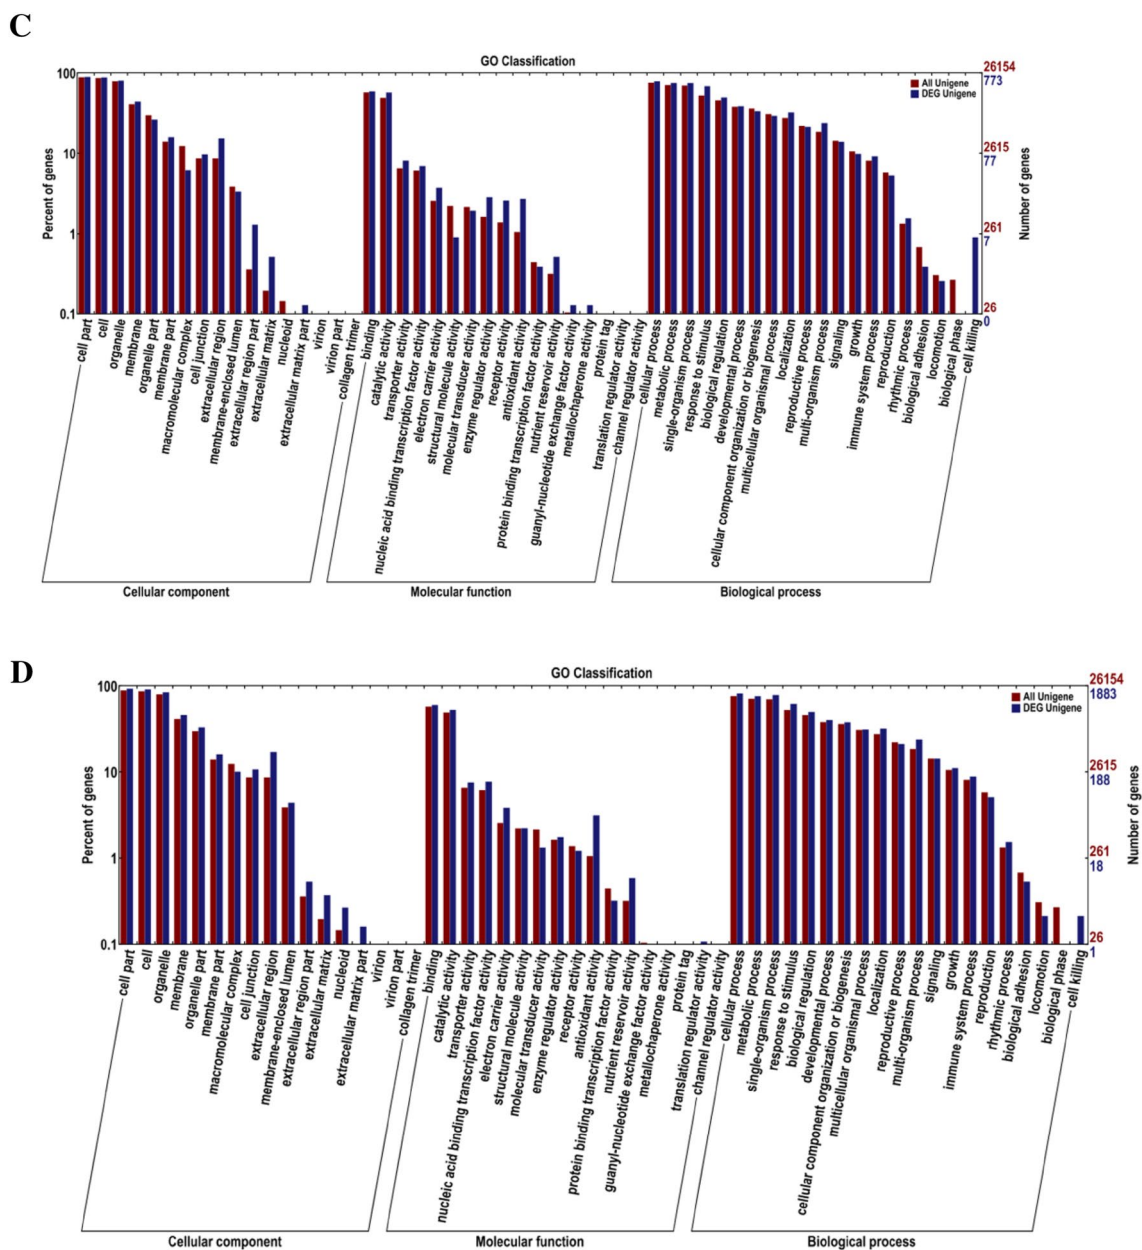 C
GO Classification
100
10
1
0.1
Percent of genes
26154
773
2615
77
261
7
26
0
Number of genes
All Unigene
DEG Unigene
cell part
cell
organelle
membrane
organelle part
membrane part
macromolecular complex
cell junction
extracellular region
membrane-enclosed lumen
extracellular region part
extracellular matrix
nucleoid
extracellular matrix part
virion
virion part
collagen trimer
binding
catalytic activity
transporter activity
nucleic acid binding transcription factor activity
electron carrier activity
structural molecule activity
molecular transducer activity
enzyme regulator activity
receptor activity
antioxidant activity
protein binding transcription factor activity
nutrient reservoir activity
guanyl-nucleotide exchange factor activity
metallochaperone activity
protein tag
translation regulator activity
channel regulator activity
cellular process
metabolic process
single-organism process
response to stimulus
biological regulation
developmental process
cellular component organization or biogenesis
multicellular organismal process
localization
reproductive process
multi-organism process
signaling
growth
immune system process
reproduction
rhythmic process
biological adhesion
locomotion
biological phase
cell killing
Cellular component
Molecular function
Biological process
D
GO Classification
100
10
1
0.1
Percent of genes
26154
1883
2615
188
261
18
26
1
Number of genes
All Unigene
DEG Unigene
cell part
cell
organelle
membrane
organelle part
membrane part
macromolecular complex
cell junction
extracellular region
membrane-enclosed lumen
extracellular region part
extracellular matrix
nucleoid
extracellular matrix part
virion
virion part
collagen trimer
binding
catalytic activity
transporter activity
nucleic acid binding transcription factor activity
electron carrier activity
structural molecule activity
molecular transducer activity
enzyme regulator activity
receptor activity
antioxidant activity
protein binding transcription factor activity
nutrient reservoir activity
guanyl-nucleotide exchange factor activity
metallochaperone activity
protein tag
translation regulator activity
channel regulator activity
cellular process
metabolic process
single-organism process
response to stimulus
biological regulation
developmental process
cellular component organization or biogenesis
multicellular organismal process
localization
reproductive process
multi-organism process
signaling
growth
immune system process
reproduction
rhythmic process
biological adhesion
locomotion
biological phase
cell killing
Cellular component
Molecular function
Biological process